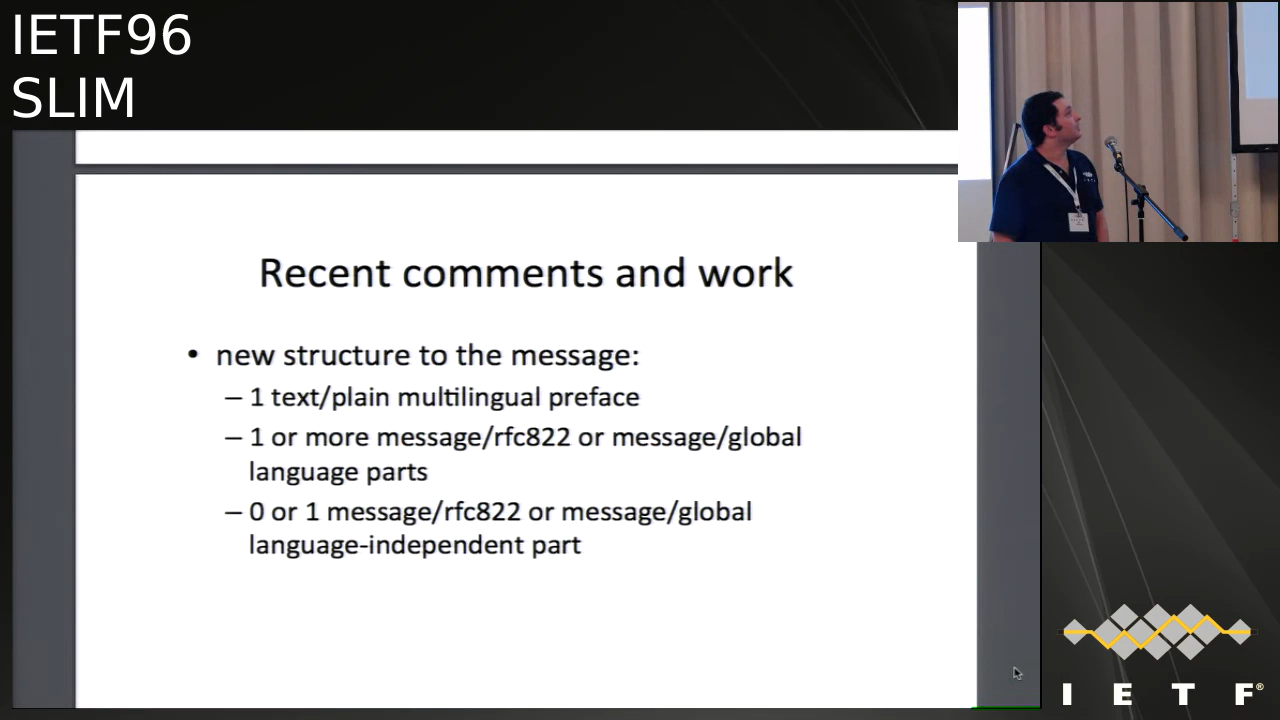 IETF96
SLIM
Recent comments and work
• new structure to the message:
– 1 text/plain multilingual preface
– 1 or more message/rfc822 or message/global
language parts
– 0 or 1 message/rfc822 or message/global
language-independent part
I E T F®